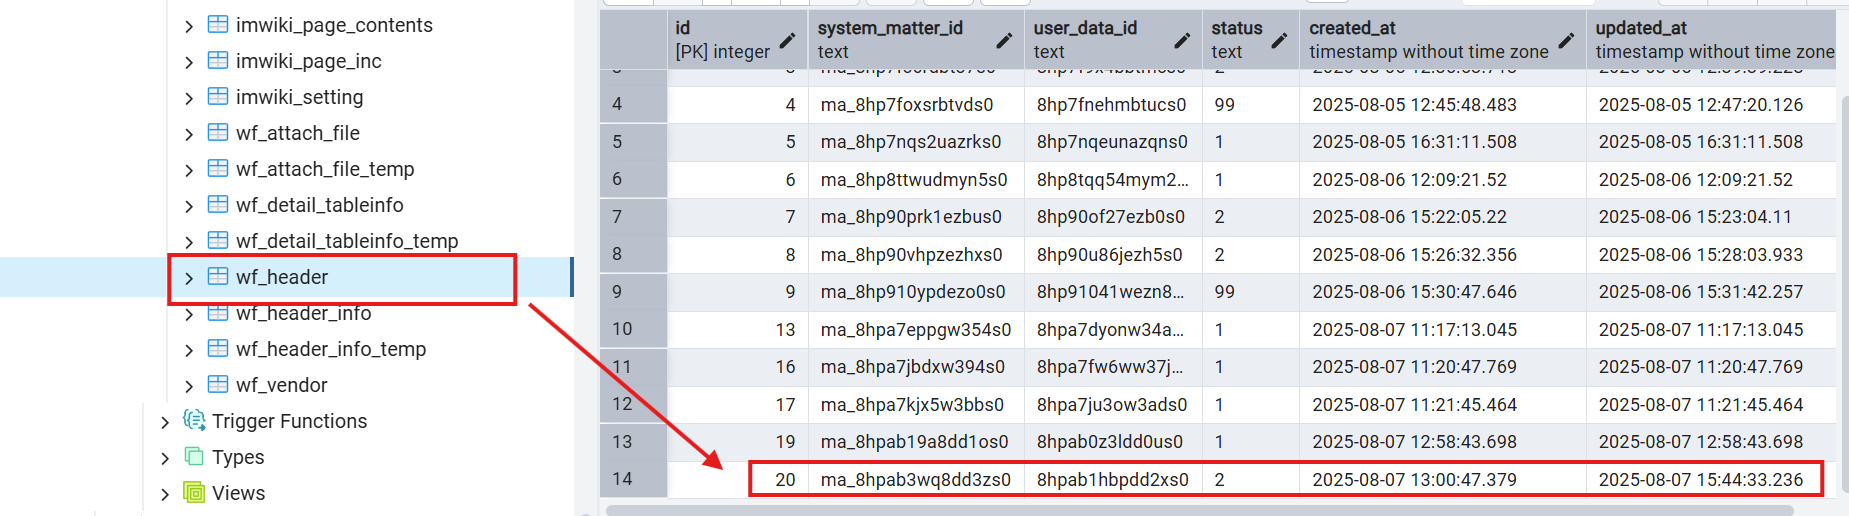 imwiki_page_contents
imwiki_page_inc
imwiki_setting
wf_attach_file
wf_attach_file_temp
wf_detail_tableinfo
wf_detail_tableinfo_temp
wf_header
wf_header_info
wf_header_info_temp
wf_vendor
Trigger Functions
Types
Views
id system_matter_id user_data_id status created_at updated_at
[PK] integer text text text timestamp without time zone timestamp without time zone
4 4 ma_8hp7foxsrbtvds0 8hp7fnehmbtucs0 99 2025-08-05 12:45:48.483 2025-08-05 12:47:20.126
5 5 ma_8hp7nqs2uazrks0 8hp7nqeunazqns0 1 2025-08-05 16:31:11.508 2025-08-05 16:31:11.508
6 6 ma_8hp8ttwudmyn5s0 8hp8tqq54mym2... 1 2025-08-06 12:09:21.52 2025-08-06 12:09:21.52
7 7 ma_8hp90prk1ezbus0 8hp90of27ezb0s0 2 2025-08-06 15:22:05.22 2025-08-06 15:23:04.11
8 8 ma_8hp90vhpzezhxs0 8hp90u86jezh5s0 2 2025-08-06 15:26:32.356 2025-08-06 15:28:03.933
9 9 ma_8hp910ypdezo0s0 8hp91041wezn8... 99 2025-08-06 15:30:47.646 2025-08-06 15:31:42.257
10 13 ma_8hpa7eppgw354s0 8hpa7dyonw34a... 1 2025-08-07 11:17:13.045 2025-08-07 11:17:13.045
11 16 ma_8hpa7jbdxw394s0 8hpa7fw6ww37j... 1 2025-08-07 11:20:47.769 2025-08-07 11:20:47.769
12 17 ma_8hpa7kjx5w3bbs0 8hpa7ju3ow3ads0 1 2025-08-07 11:21:45.464 2025-08-07 11:21:45.464
13 19 ma_8hpab19a8dd1os0 8hpab0z3ldd0us0 1 2025-08-07 12:58:43.698 2025-08-07 12:58:43.698
14 20 ma_8hpab3wq8dd3zs0 8hpab1hbpdd2xs0 2 2025-08-07 13:00:47.379 2025-08-07 15:44:33.236